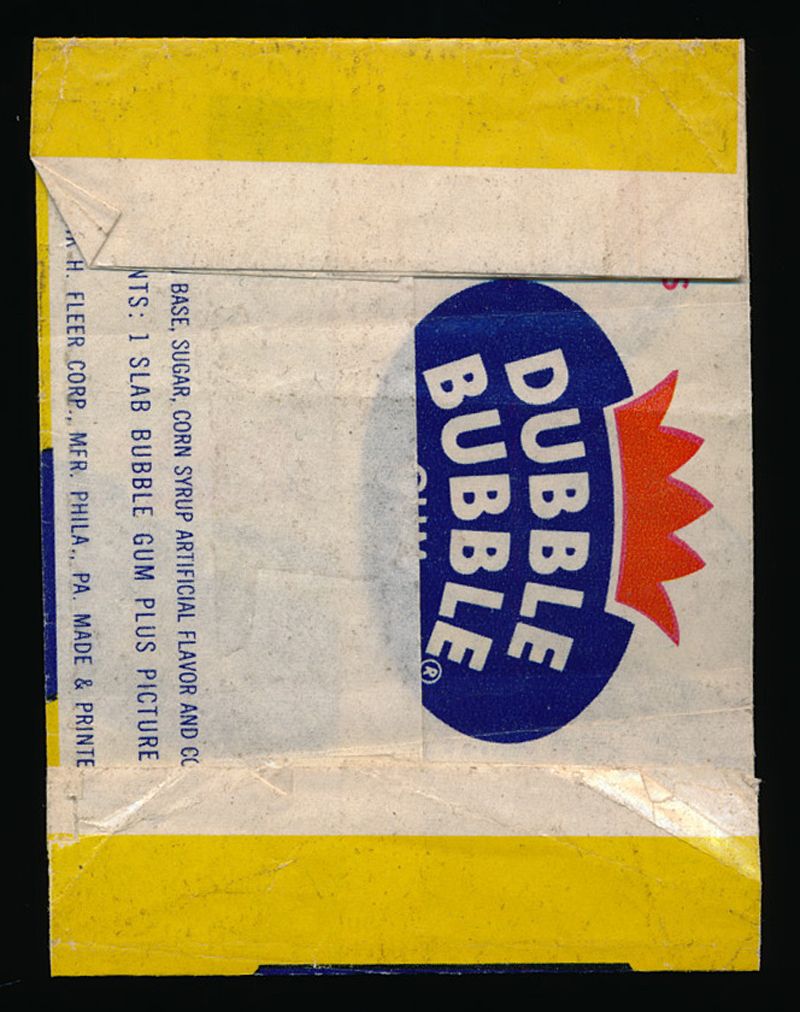 S
DUBBLE
BUBBLE®
GUM
BASE, SUGAR, CORN SYRUP ARTIFICIAL FLAVOR AND CO
NTS: 1 SLAB BUBBLE GUM PLUS PICTURE
H. FLEER CORP., MFR. PHILA., PA. MADE & PRINTE